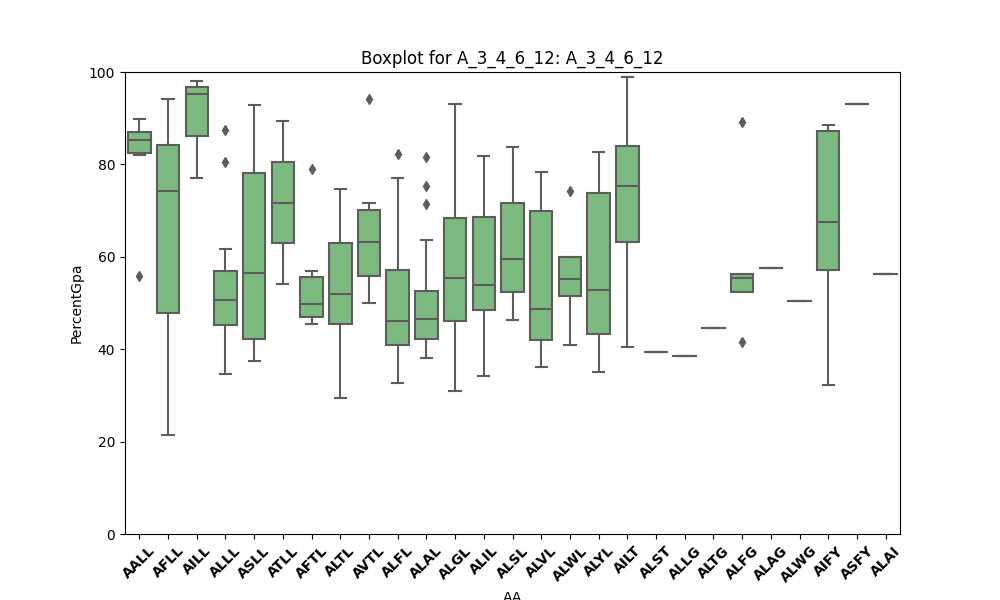 Boxplot for A_3_4_6_12: A_3_4_6_12
100
80
60
40
20
0
PercentGpa
AALL AFLL AILL ALLL ASLL ATLL AFTL ALTL AVTL ALFL ALAL ALGL ALIL ALSL ALVL ALWL ALYL AILT ALST ALLG ALTG ALFG ALAG ALWG AIFY ASFY ALAI
AA